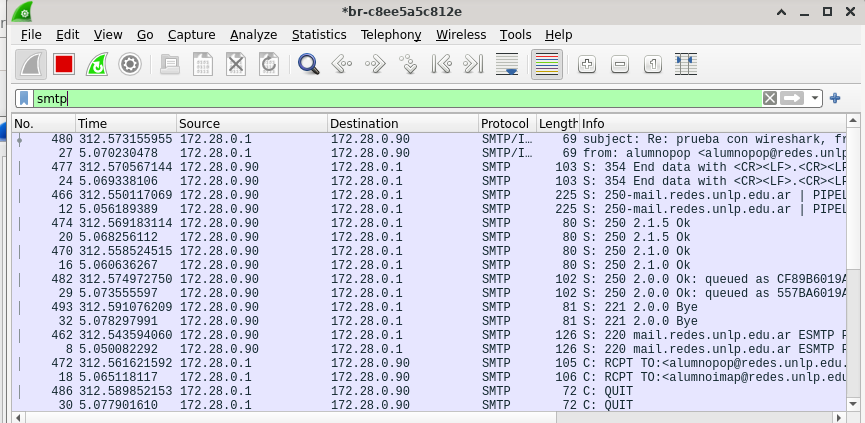 *br-c8ee5a5c812e
File Edit View Go Capture Analyze Statistics Telephony Wireless Tools Help
smtp
No. Time Source Destination Protocol Length Info
480 312.573155955 172.28.0.1 172.28.0.90 SMTP/I… 69 subject: Re: prueba con wireshark, fr
27 5.070230478 172.28.0.1 172.28.0.90 SMTP/I… 69 from: alumnopop <alumnopop@redes.unlp
477 312.570567144 172.28.0.90 172.28.0.1 SMTP 103 S: 354 End data with <CR><LF>.<CR><LF
24 5.069338106 172.28.0.90 172.28.0.1 SMTP 103 S: 354 End data with <CR><LF>.<CR><LF
466 312.550117069 172.28.0.90 172.28.0.1 SMTP 225 S: 250-mail.redes.unlp.edu.ar | PIPEL
12 5.056189389 172.28.0.90 172.28.0.1 SMTP 225 S: 250-mail.redes.unlp.edu.ar | PIPEL
474 312.569183114 172.28.0.90 172.28.0.1 SMTP 80 S: 250 2.1.5 Ok
20 5.068256112 172.28.0.90 172.28.0.1 SMTP 80 S: 250 2.1.5 Ok
470 312.558524515 172.28.0.90 172.28.0.1 SMTP 80 S: 250 2.1.0 Ok
16 5.060636267 172.28.0.90 172.28.0.1 SMTP 80 S: 250 2.1.0 Ok
482 312.574972750 172.28.0.90 172.28.0.1 SMTP 102 S: 250 2.0.0 Ok: queued as CF89B6019A
29 5.073555597 172.28.0.90 172.28.0.1 SMTP 102 S: 250 2.0.0 Ok: queued as 557BA6019A
493 312.591076209 172.28.0.90 172.28.0.1 SMTP 81 S: 221 2.0.0 Bye
32 5.078297991 172.28.0.90 172.28.0.1 SMTP 81 S: 221 2.0.0 Bye
462 312.543594060 172.28.0.90 172.28.0.1 SMTP 126 S: 220 mail.redes.unlp.edu.ar ESMTP P
8 5.050082292 172.28.0.90 172.28.0.1 SMTP 126 S: 220 mail.redes.unlp.edu.ar ESMTP P
472 312.561621592 172.28.0.1 172.28.0.90 SMTP 105 C: RCPT TO:<alumnopop@redes.unlp.edu.
18 5.065118117 172.28.0.1 172.28.0.90 SMTP 106 C: RCPT TO:<alumnoimap@redes.unlp.edu
486 312.589852153 172.28.0.1 172.28.0.90 SMTP 72 C: QUIT
30 5.077901610 172.28.0.1 172.28.0.90 SMTP 72 C: QUIT